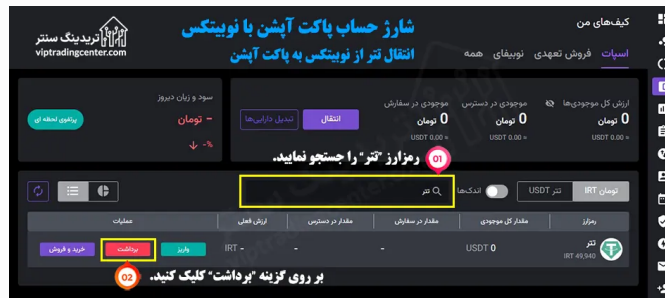 کیف‌های من
شارژ حساب پاکت آپشن با نوبیتکس
انتقال تتر از نوبیتکس به پاکت آپشن
تریدینگ سنتر
viptradingcenter.com
اسپات فروش تعهدی نوبیفای همه
ارزش کل موجودی‌ها موجودی در دسترس موجودی در سفارش
0 تومان 0 تومان 0 تومان
≈ USDT 0.00 ≈ USDT 0.00 ≈ USDT 0.00
انتقال تبدیل دارایی‌ها
سود و زیان دیروز
- تومان
-%
پرتفوی لحظه ای
01 رمزارز "تتر" را جستجو نمایید.
تومان IRT تتر USDT اندک‌ها تتر
رمزارز مقدار کل موجودی مقدار در سفارش مقدار در دسترس ارزش فعلی عملیات
تتر USDT 0 - - IRT - واریز برداشت خرید و فروش
IRT 49,940
02 بر روی گزینه "برداشت" کلیک کنید.